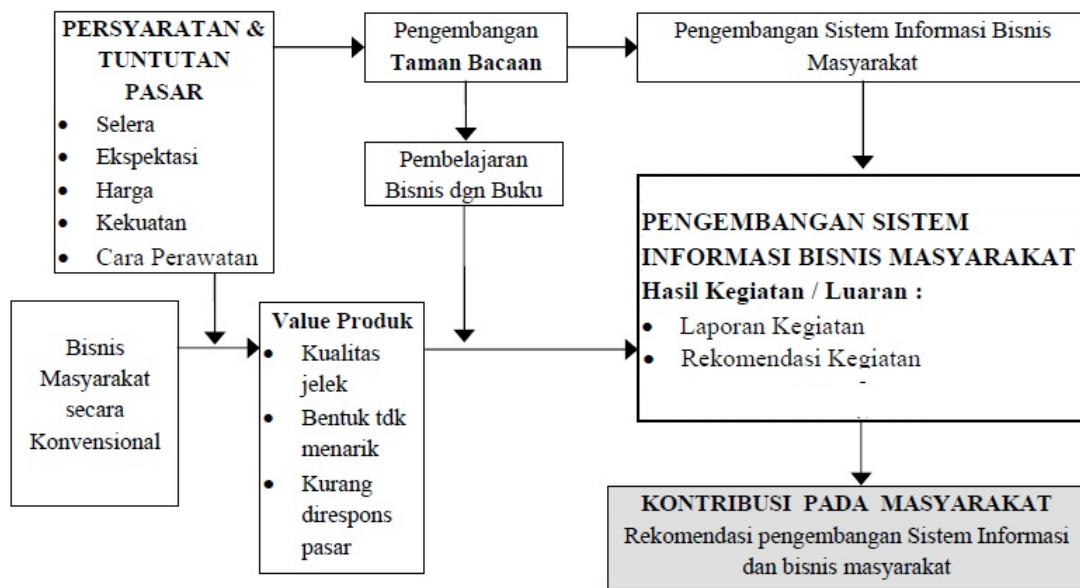 PERSYARATAN &
TUNTUTAN
PASAR
• Selera
• Ekspektasi
• Harga
• Kekuatan
• Cara Perawatan
Pengembangan
Taman Bacaan
Pengembangan Sistem Informasi Bisnis
Masyarakat
Pembelajaran
Bisnis dgn Buku
Bisnis
Masyarakat
secara
Konvensional
Value Produk
• Kualitas
jelek
• Bentuk tdk
menarik
• Kurang
direspons
pasar
PENGEMBANGAN SISTEM
INFORMASI BISNIS MASYARAKAT
Hasil Kegiatan / Luaran :
• Laporan Kegiatan
• Rekomendasi Kegiatan
KONTRIBUSI PADA MASYARAKAT
Rekomendasi pengembangan Sistem Informasi
dan bisnis masyarakat